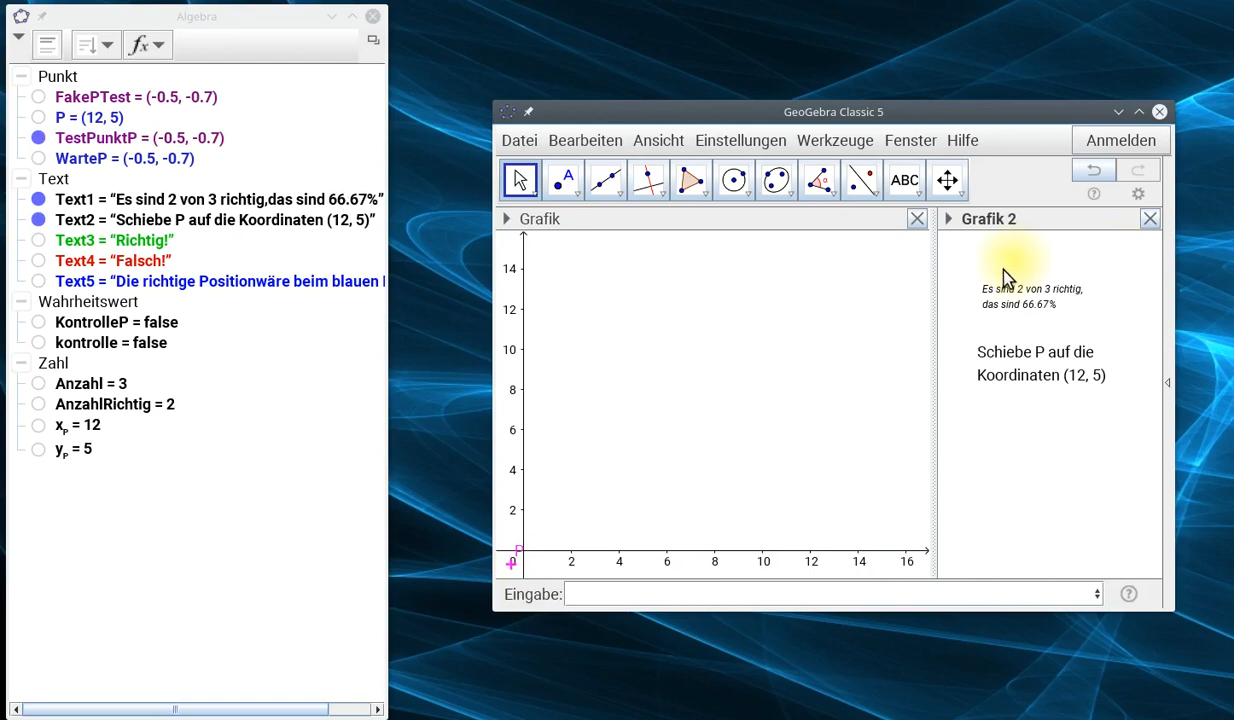 Algebra
fx
Punkt
FakePTest = (-0.5, -0.7)
P = (12, 5)
TestPunktP = (-0.5, -0.7)
WarteP = (-0.5, -0.7)
Text
Text1 = “Es sind 2 von 3 richtig,das sind 66.67%”
Text2 = “Schiebe P auf die Koordinaten (12, 5)”
Text3 = “Richtig!”
Text4 = “Falsch!”
Text5 = “Die richtige Positionwäre beim blauen
Wahrheitswert
KontrolleP = false
kontrolle = false
Zahl
Anzahl = 3
AnzahlRichtig = 2
xP = 12
yP = 5
GeoGebra Classic 5
Datei Bearbeiten Ansicht Einstellungen Werkzeuge Fenster Hilfe Anmelden
A ABC
Grafik
14
12
10
8
6
4
2
P
0 2 4 6 8 10 12 14 16
Grafik 2
Es sind 2 von 3 richtig,
das sind 66.67%
Schiebe P auf die
Koordinaten (12, 5)
Eingabe: